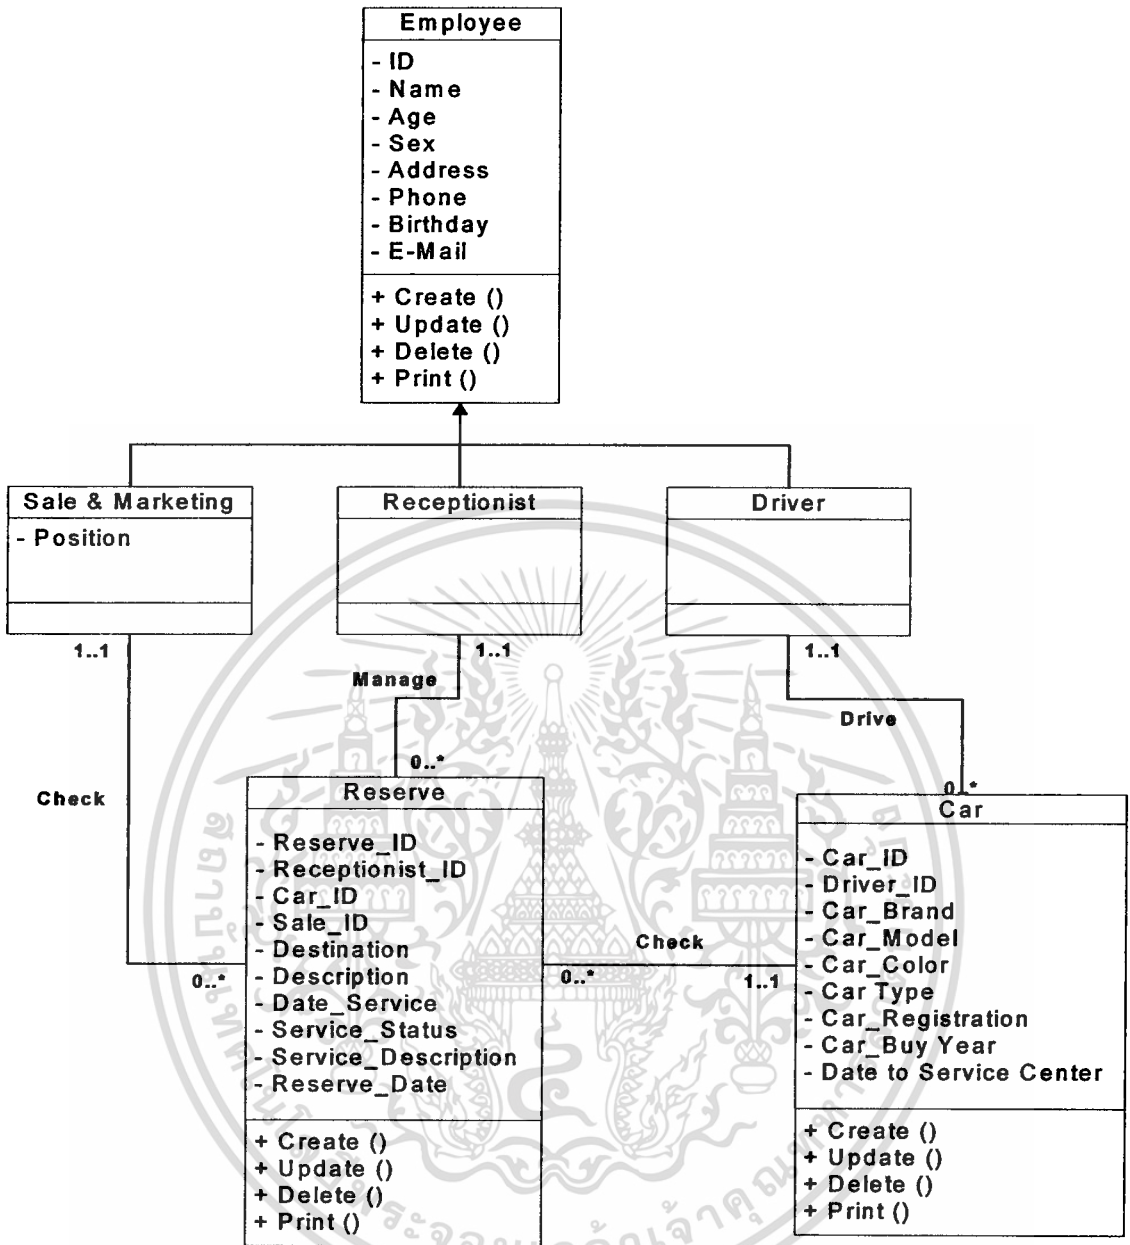 Employee
- ID
- Name
- Age
- Sex
- Address
- Phone
- Birthday
- E-Mail
+ Create ()
+ Update ()
+ Delete ()
+ Print ()
Sale & Marketing
- Position
Receptionist
Driver
1..1
1..1
1..1
Manage
Drive
Check
0..*
0..*
Reserve
- Reserve_ID
- Receptionist_ID
- Car_ID
- Sale_ID
- Destination
- Description
- Date_Service
- Service_Status
- Service_Description
- Reserve_Date
+ Create ()
+ Update ()
+ Delete ()
+ Print ()
0..*
Check
0..*
1..1
Car
- Car_ID
- Driver_ID
- Car_Brand
- Car_Model
- Car_Color
- Car Type
- Car_Registration
- Car_Buy Year
- Date to Service Center
+ Create ()
+ Update ()
+ Delete ()
+ Print ()